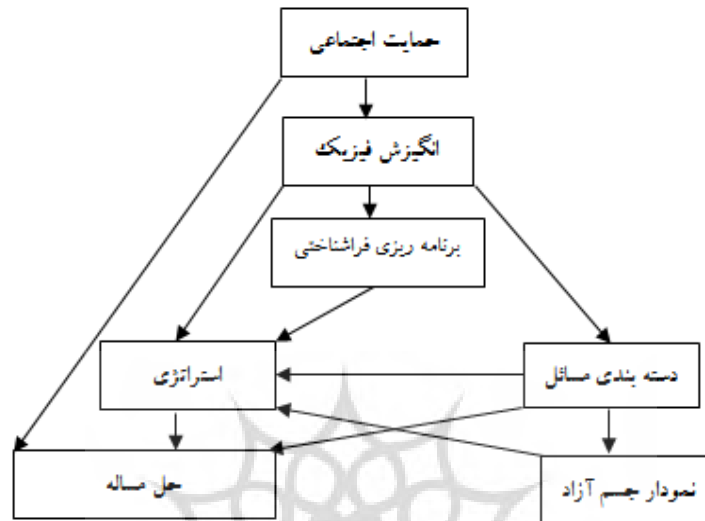 حمایت اجتماعی
انگیزش فیزیک
برنامه ریزی فراشناختی
دسته بندی مسائل
استراتژی
نمودار جسم آزاد
حل مساله